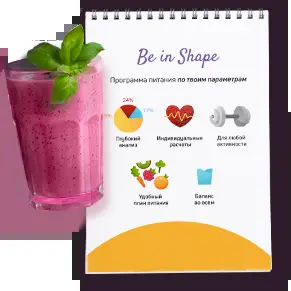 Be in Shape
Программа питания по твоим параметрам
24%
17%
Глубокий анализ
Индивидуальные расчеты
Для любой активности
Удобный план питания
Баланс во всем